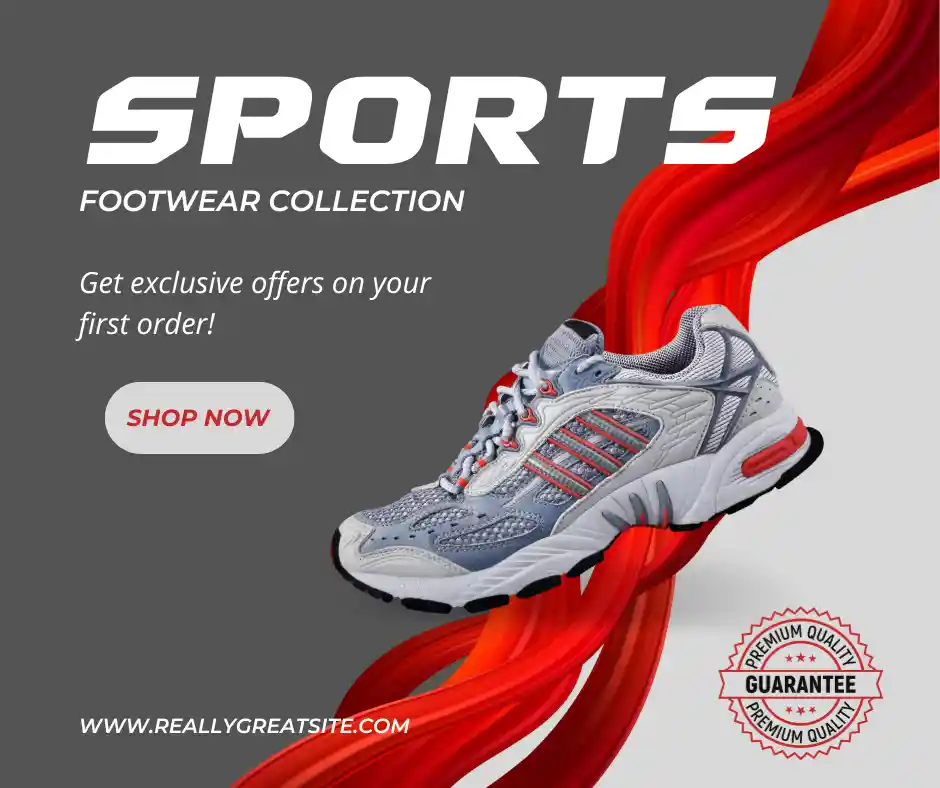 SPORTS
FOOTWEAR COLLECTION
Get exclusive offers on your
first order!
SHOP NOW
WWW.REALLYGREATSITE.COM
PREMIUM QUALITY
GUARANTEE
PREMIUM QUALITY